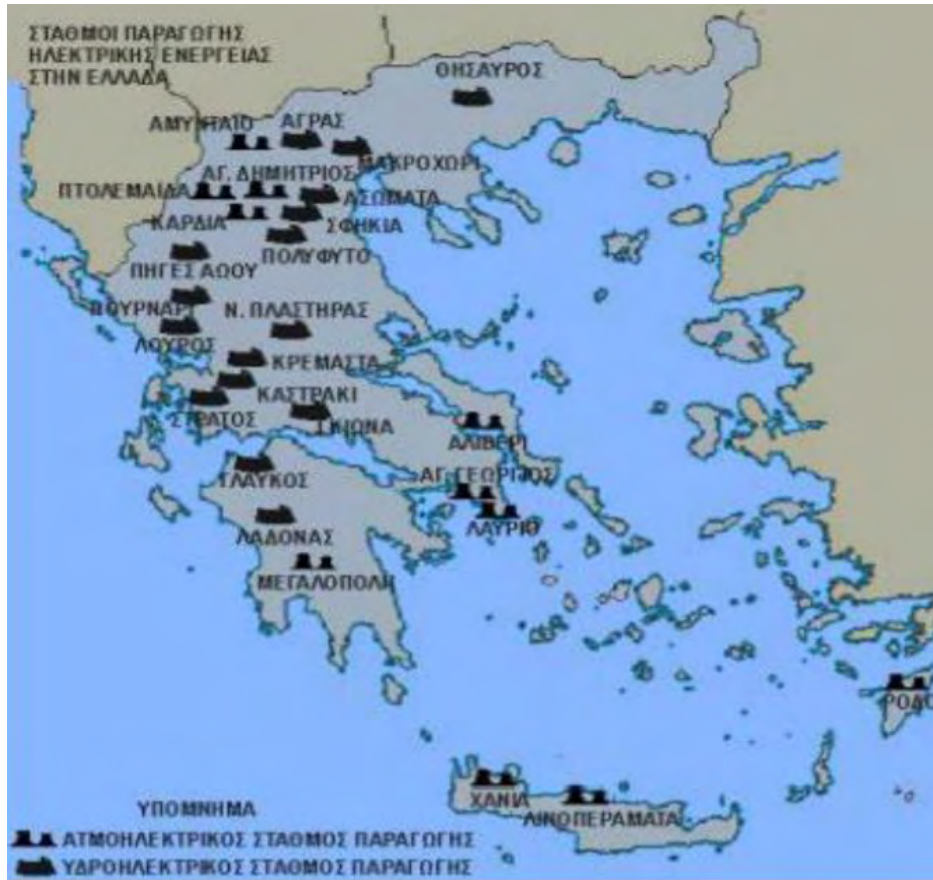 ΣΤΑΘΜΟΙ ΠΑΡΑΓΩΓΗΣ
ΗΛΕΚΤΡΙΚΗΣ ΕΝΕΡΓΕΙΑΣ
ΣΤΗΝ ΕΛΛΑΔΑ
ΘΗΣΑΥΡΟΣ
ΑΜΥΝΤΑΙΟ
ΑΓΡΑΣ
ΜΑΚΡΟΧΩΡΙ
ΑΓ. ΔΗΜΗΤΡΙΟΣ
ΠΤΟΛΕΜΑΙΔΑ
ΑΣΩΜΑΤΑ
ΚΑΡΔΙΑ
ΣΦΗΚΙΑ
ΠΟΛΥΦΥΤΟ
ΠΗΓΕΣ ΑΩΟΥ
ΠΟΥΡΝΑΡΙ
Ν. ΠΛΑΣΤΗΡΑΣ
ΛΟΥΡΟΣ
ΚΡΕΜΑΣΤΑ
ΚΑΣΤΡΑΚΙ
ΣΤΡΑΤΟΣ
ΓΚΙΩΝΑ
ΑΛΙΒΕΡΙ
ΑΓ. ΓΕΩΡΓΙΟΣ
ΓΛΑΥΚΟΣ
ΛΑΥΡΙΟ
ΛΑΔΩΝΑΣ
ΜΕΓΑΛΟΠΟΛΗ
ΡΟΔΟ
ΧΑΝΙΑ
ΛΙΝΟΠΕΡΑΜΑΤΑ
ΥΠΟΜΝΗΜΑ
ΑΤΜΟΗΛΕΚΤΡΙΚΟΣ ΣΤΑΘΜΟΣ ΠΑΡΑΓΩΓΗΣ
ΥΔΡΟΗΛΕΚΤΡΙΚΟΣ ΣΤΑΘΜΟΣ ΠΑΡΑΓΩΓΗΣ